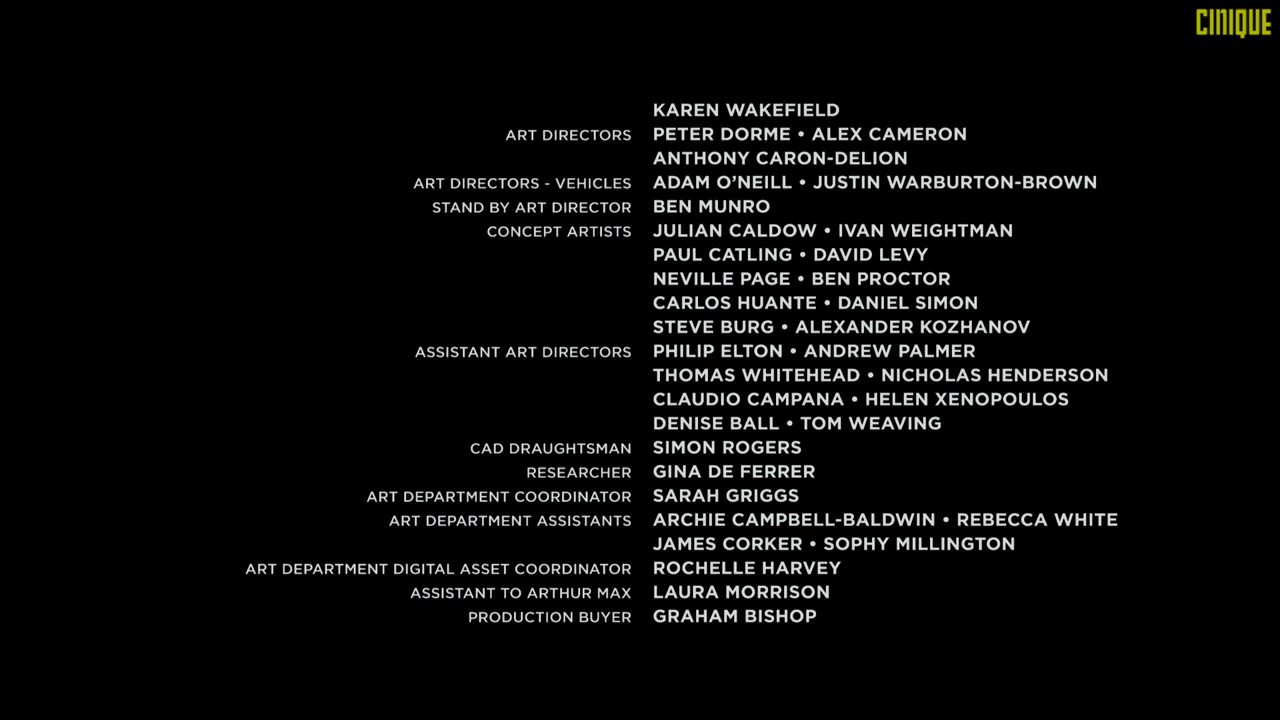 CINIQUE
KAREN WAKEFIELD
ART DIRECTORS PETER DORME • ALEX CAMERON
ANTHONY CARON-DELION
ART DIRECTORS - VEHICLES ADAM O’NEILL • JUSTIN WARBURTON-BROWN
STAND BY ART DIRECTOR BEN MUNRO
CONCEPT ARTISTS JULIAN CALDOW • IVAN WEIGHTMAN
PAUL CATLING • DAVID LEVY
NEVILLE PAGE • BEN PROCTOR
CARLOS HUANTE • DANIEL SIMON
STEVE BURG • ALEXANDER KOZHANOV
ASSISTANT ART DIRECTORS PHILIP ELTON • ANDREW PALMER
THOMAS WHITEHEAD • NICHOLAS HENDERSON
CLAUDIO CAMPANA • HELEN XENOPOULOS
DENISE BALL • TOM WEAVING
CAD DRAUGHTSMAN SIMON ROGERS
RESEARCHER GINA DE FERRER
ART DEPARTMENT COORDINATOR SARAH GRIGGS
ART DEPARTMENT ASSISTANTS ARCHIE CAMPBELL-BALDWIN • REBECCA WHITE
JAMES CORKER • SOPHY MILLINGTON
ART DEPARTMENT DIGITAL ASSET COORDINATOR ROCHELLE HARVEY
ASSISTANT TO ARTHUR MAX LAURA MORRISON
PRODUCTION BUYER GRAHAM BISHOP